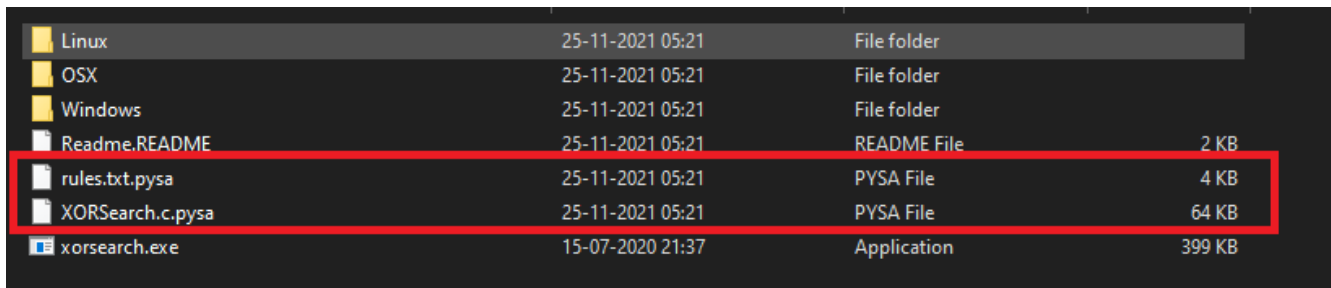 Linux 25-11-2021 05:21 File folder
OSX 25-11-2021 05:21 File folder
Windows 25-11-2021 05:21 File folder
Readme.README 25-11-2021 05:21 README File 2 KB
rules.txt.pysa 25-11-2021 05:21 PYSA File 4 KB
XORSearch.c.pysa 25-11-2021 05:21 PYSA File 64 KB
xorsearch.exe 15-07-2020 21:37 Application 399 KB